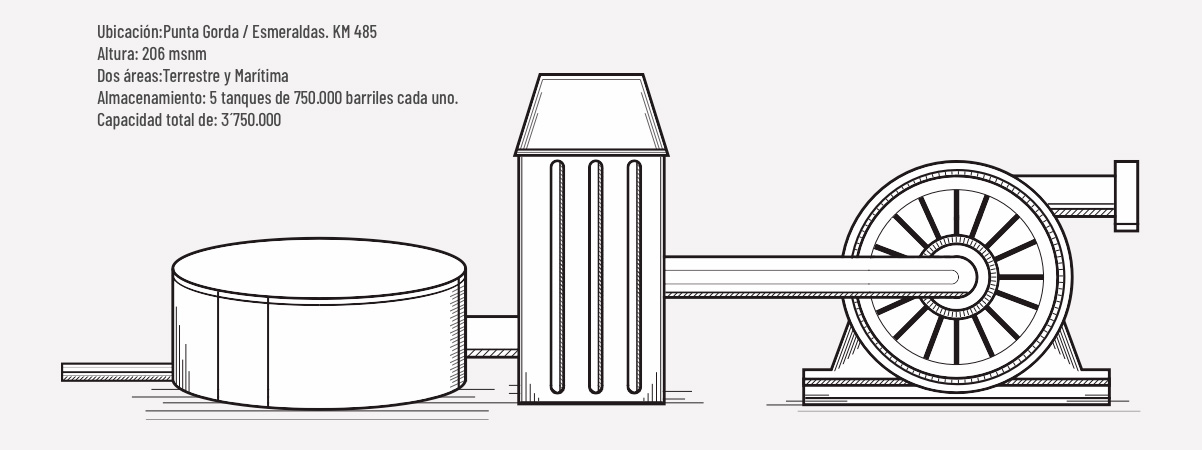 Ubicación:Punta Gorda / Esmeraldas. KM 485
Altura: 206 msnm
Dos áreas:Terrestre y Marítima
Almacenamiento: 5 tanques de 750.000 barriles cada uno.
Capacidad total de: 3´750.000